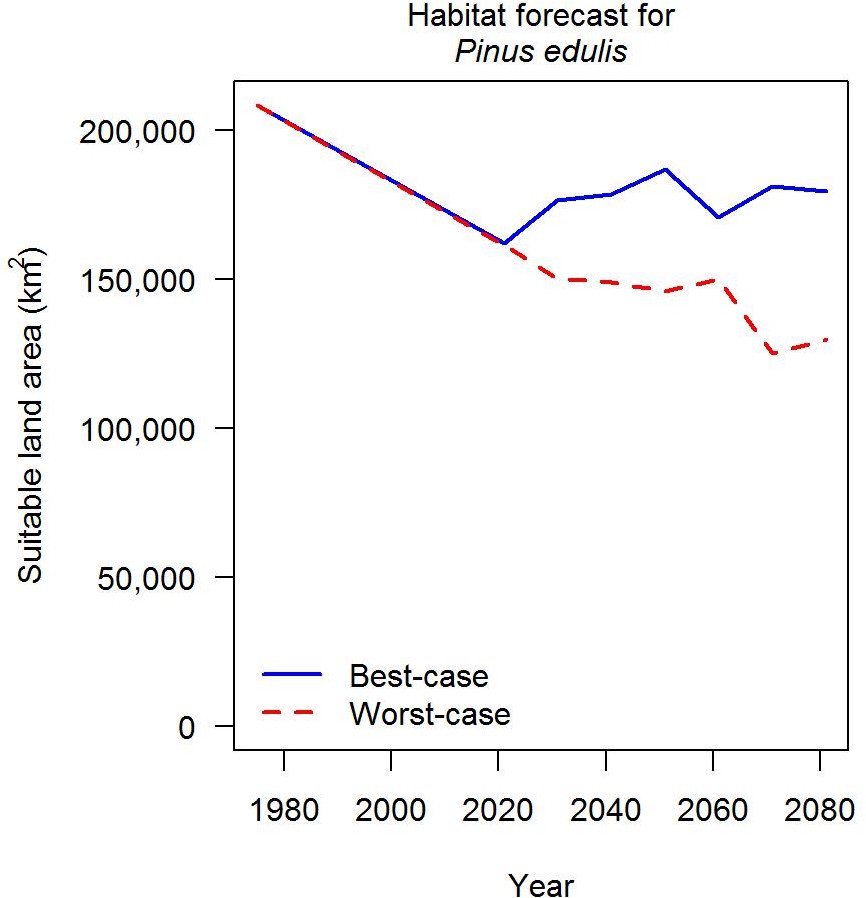 Habitat forecast for
Pinus edulis
Suitable land area (km²)
200,000
150,000
100,000
50,000
0
Best-case
Worst-case
1980 2000 2020 2040 2060 2080
Year